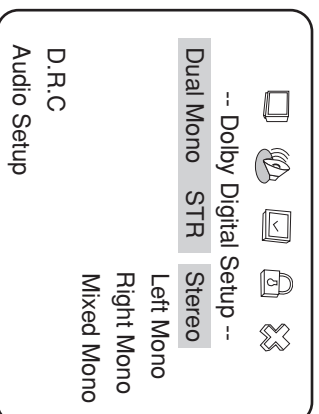 -- Dolby Digital Setup --
Dual Mono STR Stereo
Left Mono
Right Mono
Mixed Mono
D.R.C
Audio Setup